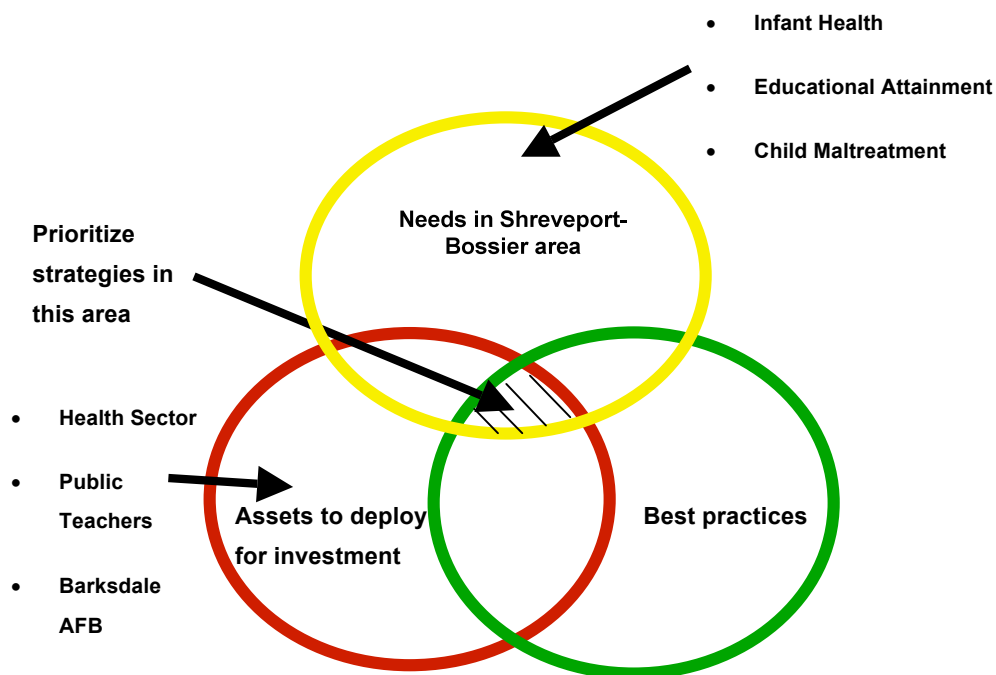 • Infant Health
• Educational Attainment
• Child Maltreatment
Needs in Shreveport-
Bossier area
Prioritize
strategies in
this area
• Health Sector
• Public
Teachers
• Barksdale
AFB
Assets to deploy
for investment
Best practices